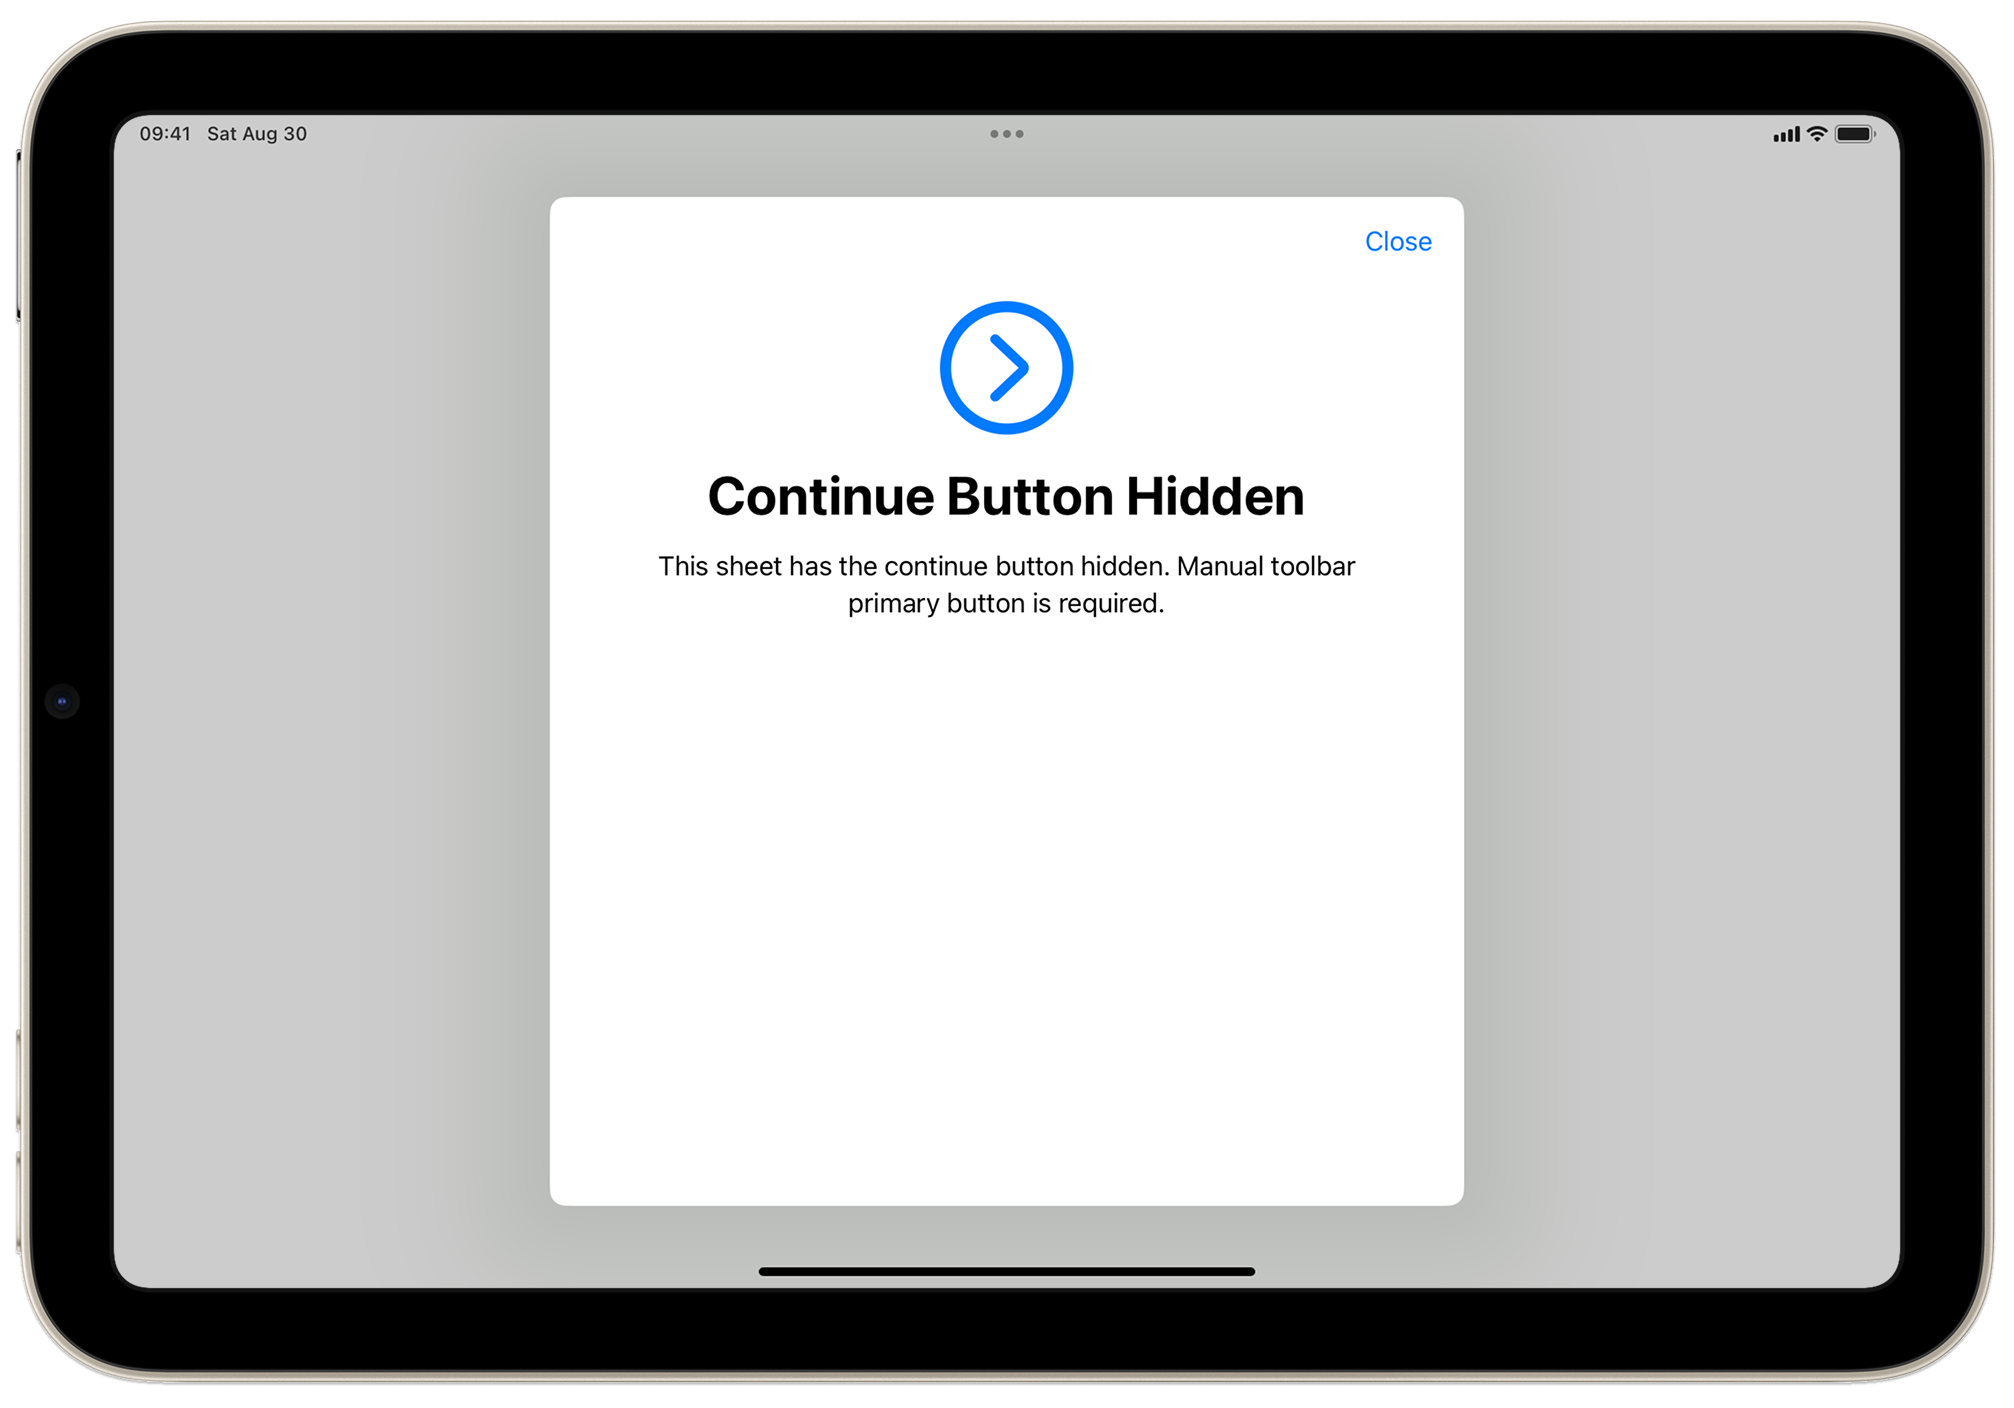 09:41 Sat Aug 30
Close
Continue Button Hidden
This sheet has the continue button hidden. Manual toolbar
primary button is required.